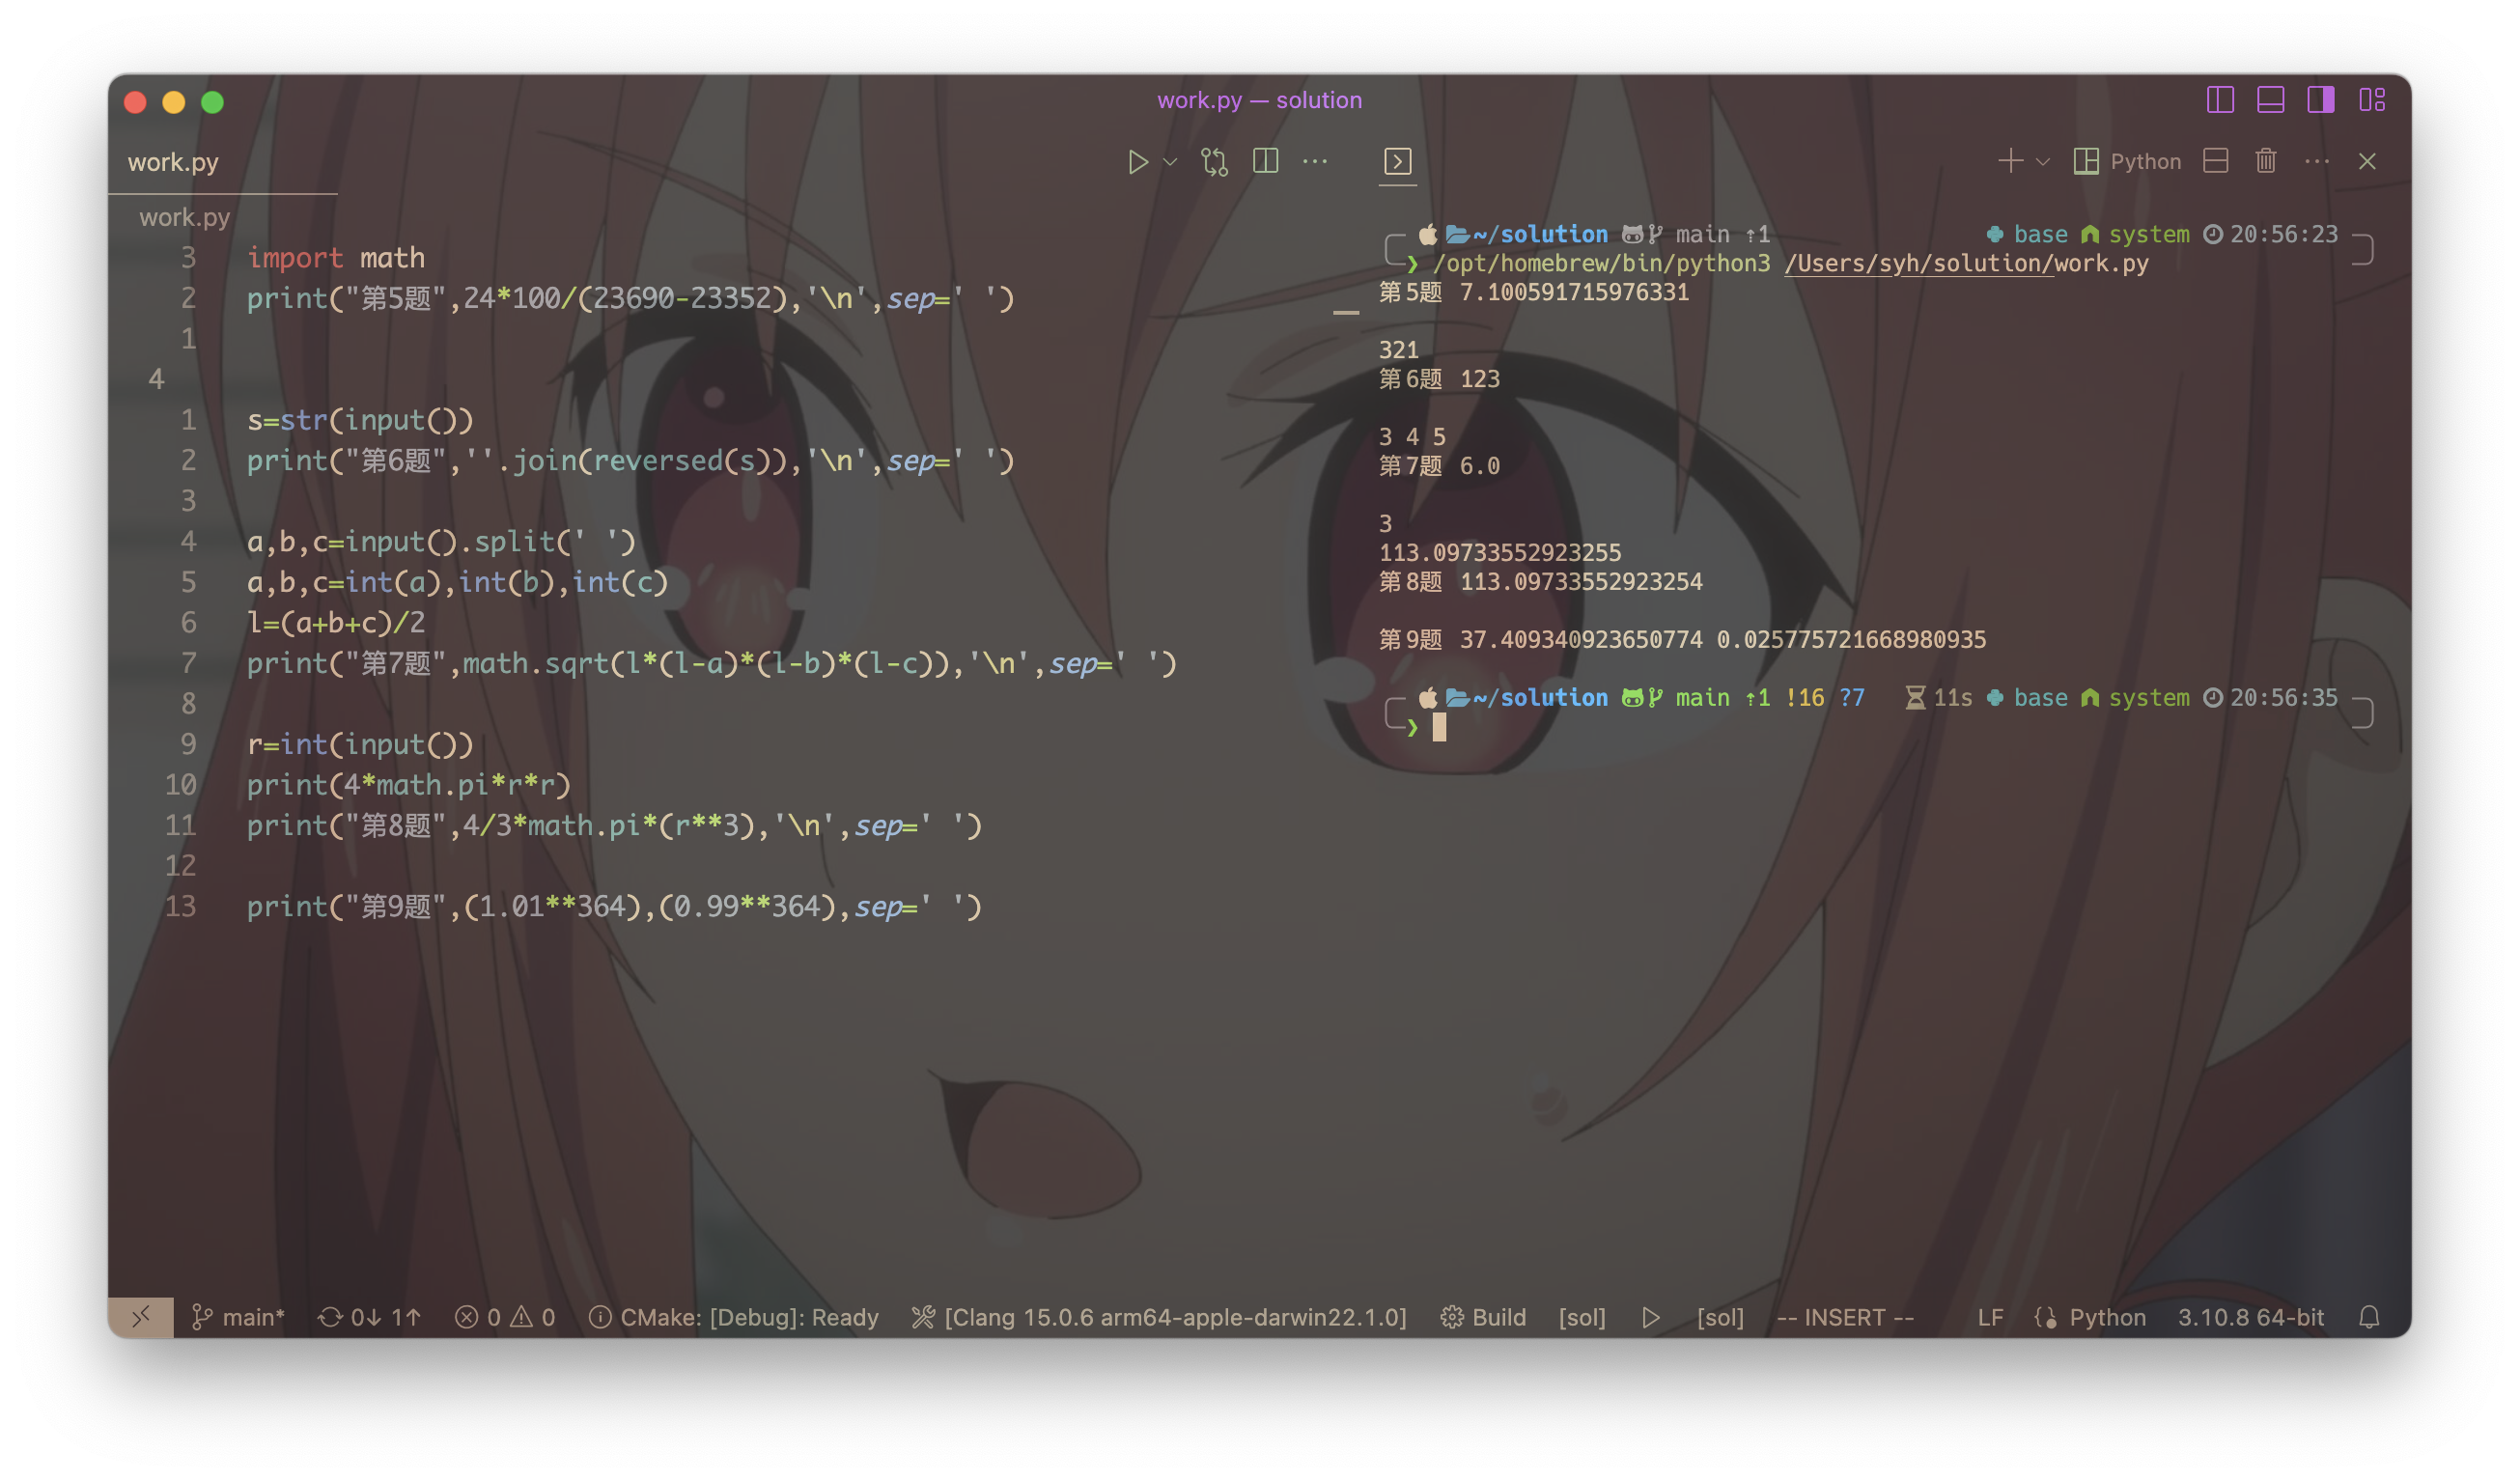 work.py — solution
work.py
work.py
3 import math
2 print("第5题",24*100/(23690-23352),'\n',sep=' ')
1
4
1 s=str(input())
2 print("第6题",''.join(reversed(s)),'\n',sep=' ')
3
4 a,b,c=input().split(' ')
5 a,b,c=int(a),int(b),int(c)
6 l=(a+b+c)/2
7 print("第7题",math.sqrt(l*(l-a)*(l-b)*(l-c)),'\n',sep=' ')
8
9 r=int(input())
10 print(4*math.pi*r*r)
11 print("第8题",4/3*math.pi*(r**3),'\n',sep=' ')
12
13 print("第9题",(1.01**364),(0.99**364),sep=' ')
Python
~/solution main ⇡1 base system 20:56:23
❯ /opt/homebrew/bin/python3 /Users/syh/solution/work.py
第5题 7.100591715976331
321
第6题 123
3 4 5
第7题 6.0
3
113.09733552923255
第8题 113.09733552923254
第9题 37.409340923650774 0.025775721668980935
~/solution main ⇡1 !16 ?7 11s base system 20:56:35
❯
main* 0↓ 1↑ 0 0 CMake: [Debug]: Ready [Clang 15.0.6 arm64-apple-darwin22.1.0] Build [sol] [sol] -- INSERT -- LF Python 3.10.8 64-bit